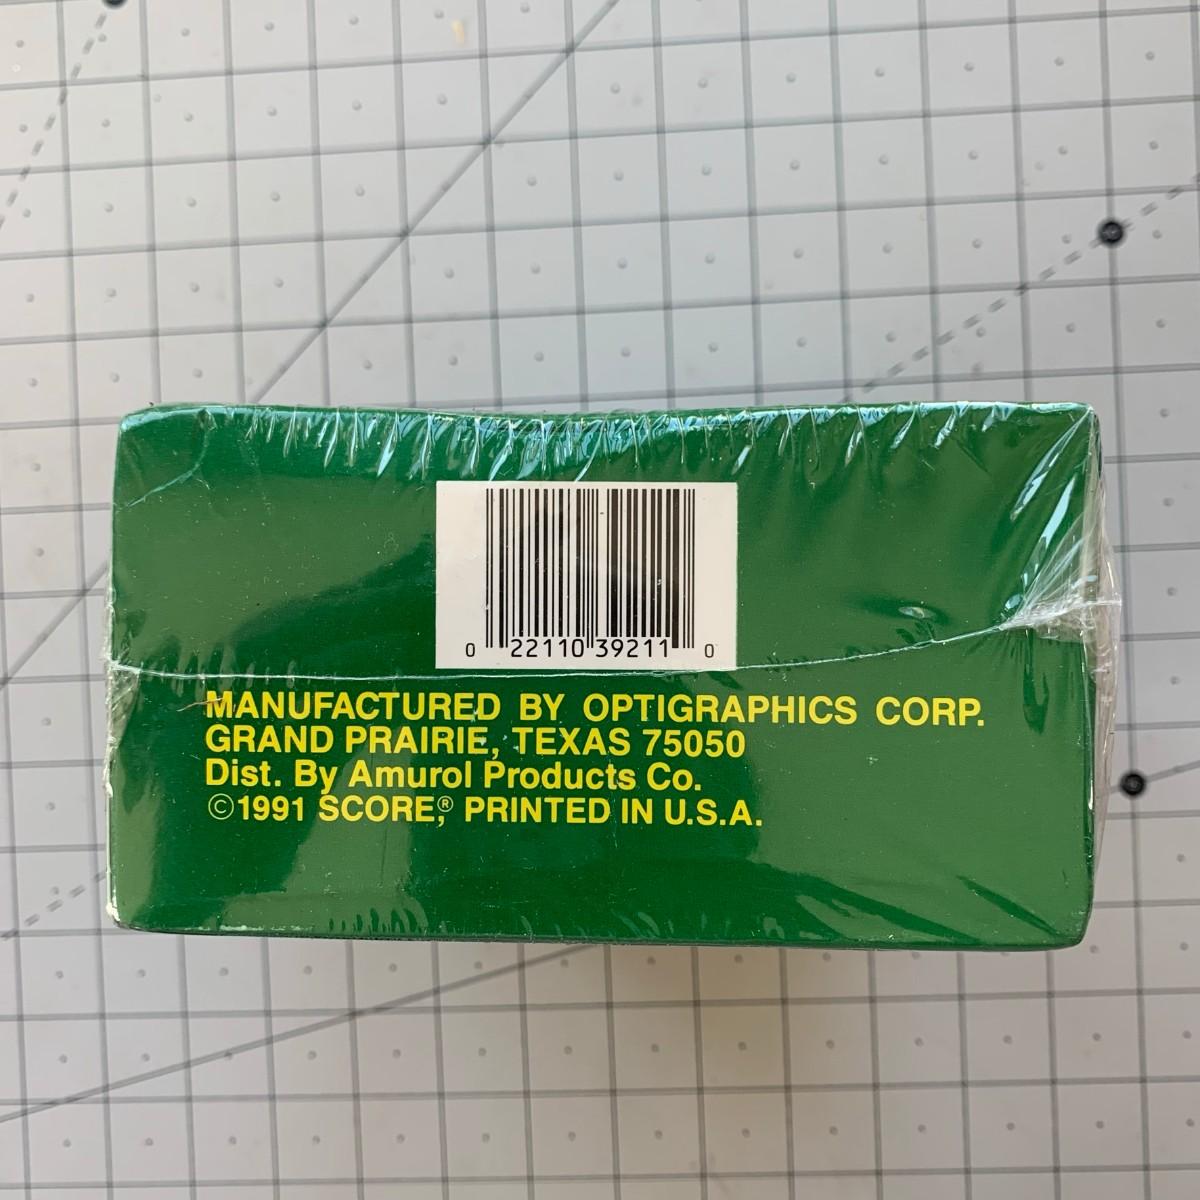 0 22110 39211 0
MANUFACTURED BY OPTIGRAPHICS CORP.
GRAND PRAIRIE, TEXAS 75050
Dist. By Amurol Products Co.
©1991 SCORE,® PRINTED IN U.S.A.